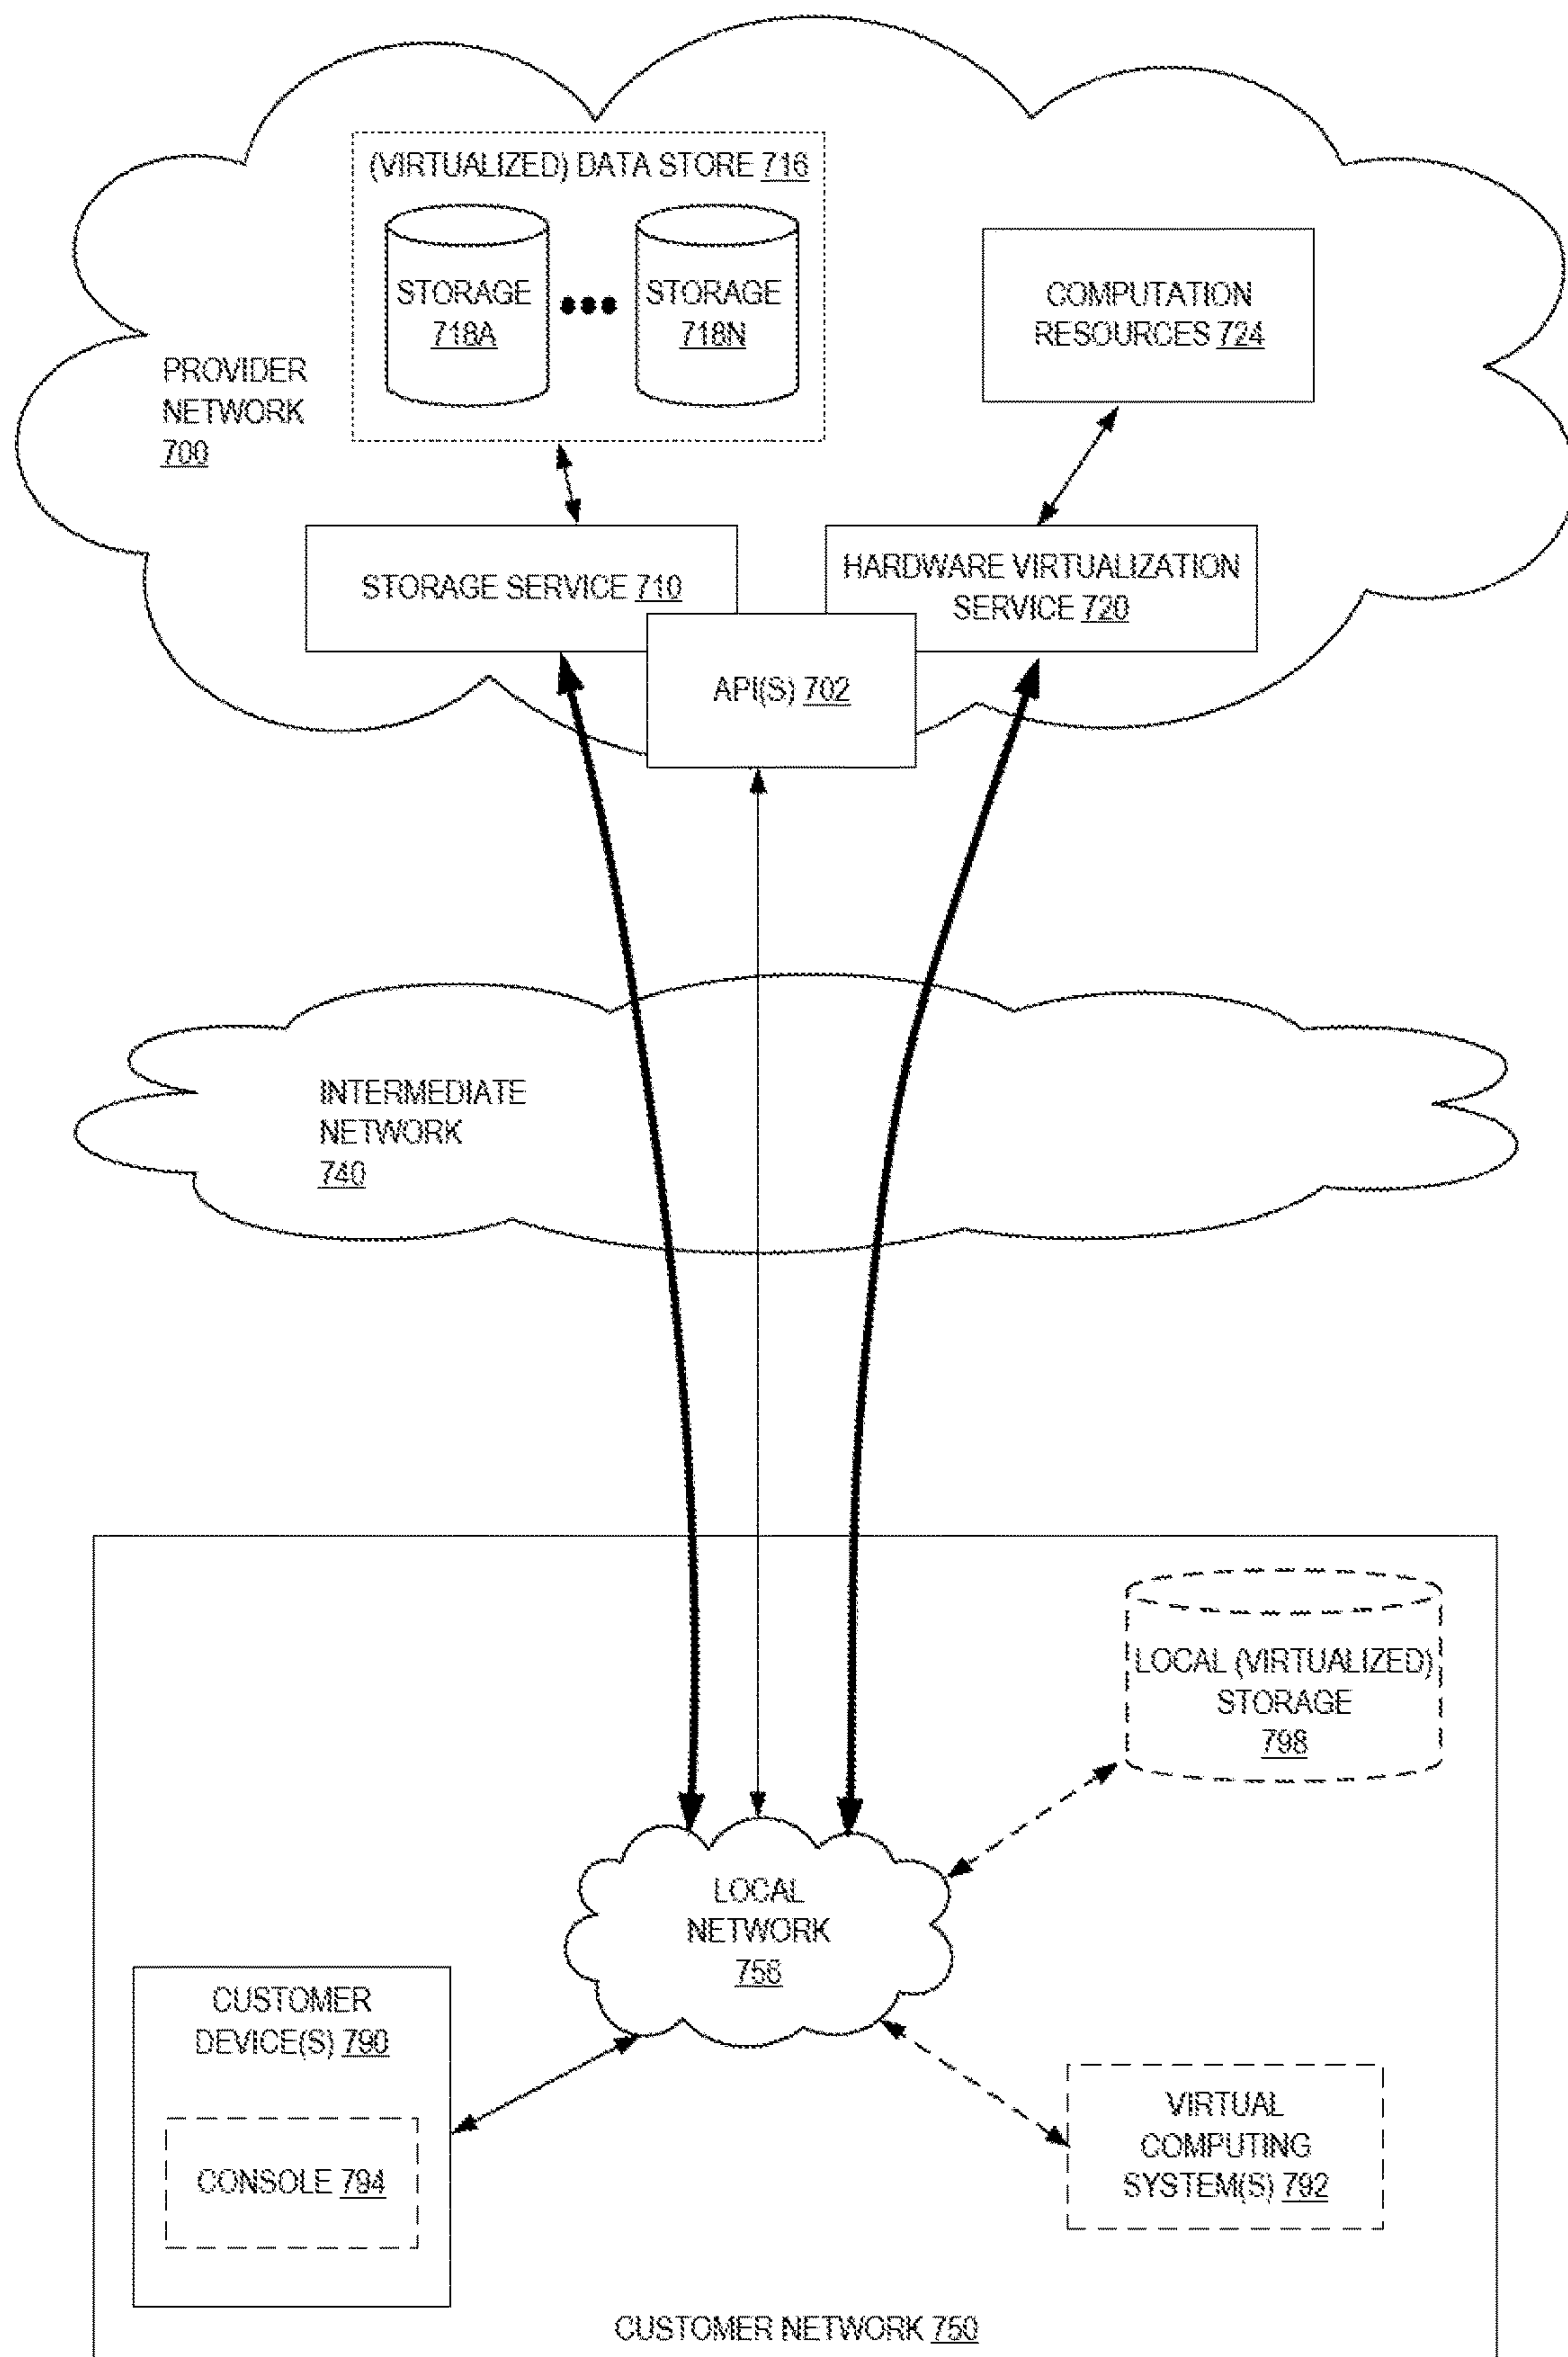 (VIRTUALIZED) DATA STORE 716
STORAGE
718A
STORAGE
718N
COMPUTATION
RESOURCES 724
PROVIDER
NETWORK
700
STORAGE SERVICE 710
HARDWARE VIRTUALIZATION
SERVICE 720
API(S) 702
INTERMEDIATE
NETWORK
740
LOCAL (VIRTUALIZED)
STORAGE
798
LOCAL
NETWORK
756
CUSTOMER
DEVICE(S) 790
CONSOLE 794
VIRTUAL
COMPUTING
SYSTEM(S) 792
CUSTOMER NETWORK 750